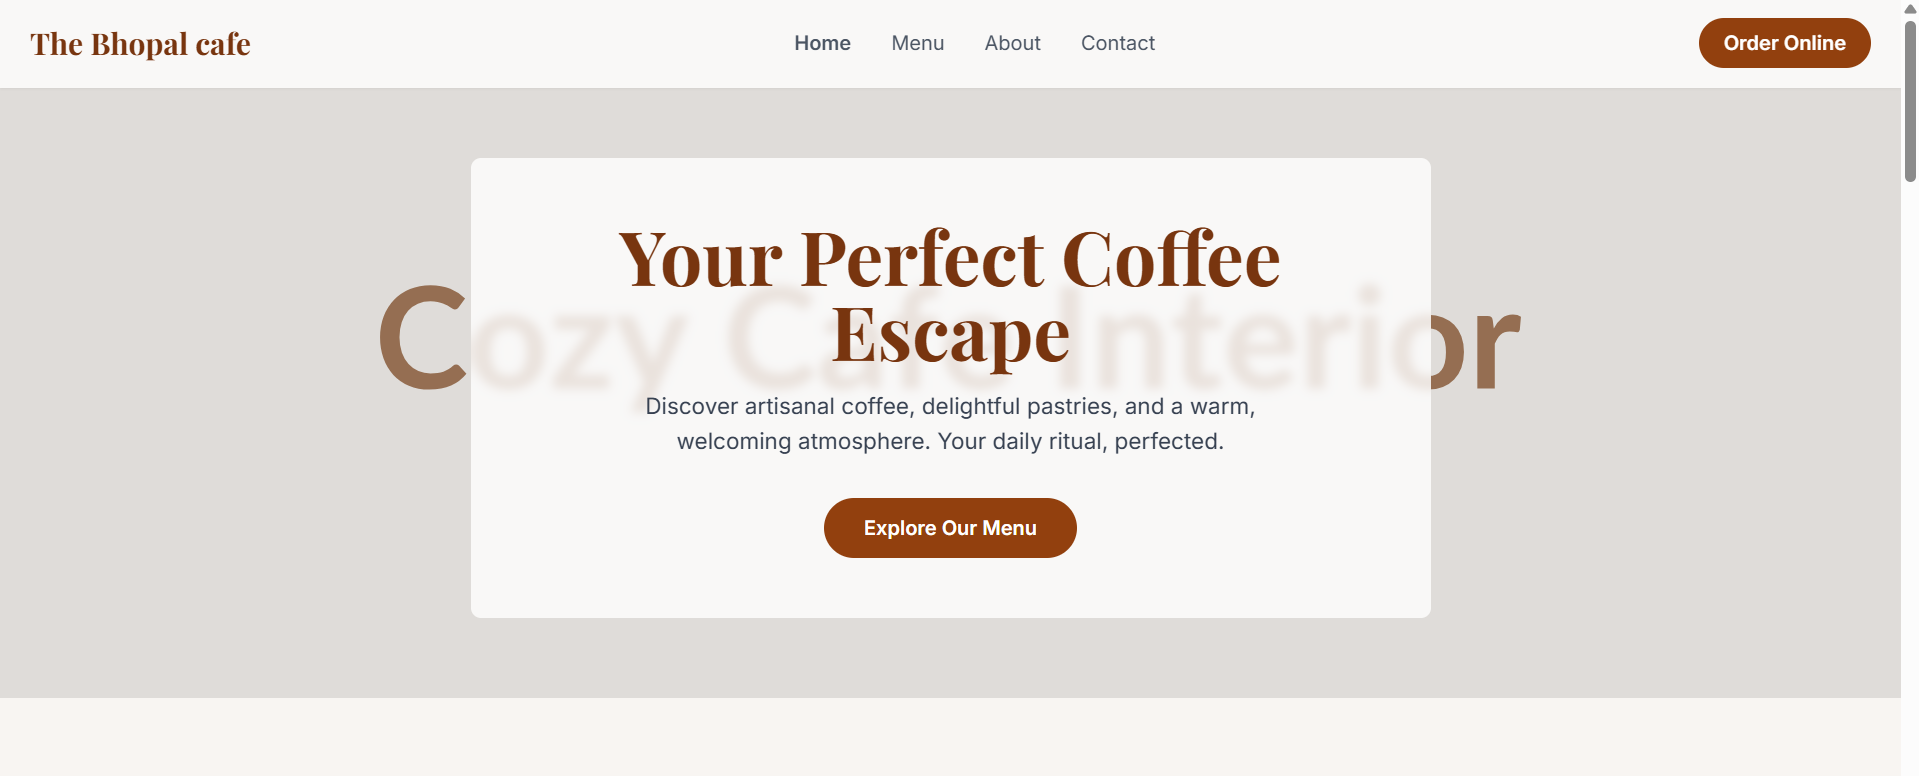 The Bhopal cafe
Home
Menu
About
Contact
Order Online
Your Perfect Coffee
Escape
Cozy Cafe Interior
Discover artisanal coffee, delightful pastries, and a warm,
welcoming atmosphere. Your daily ritual, perfected.
Explore Our Menu